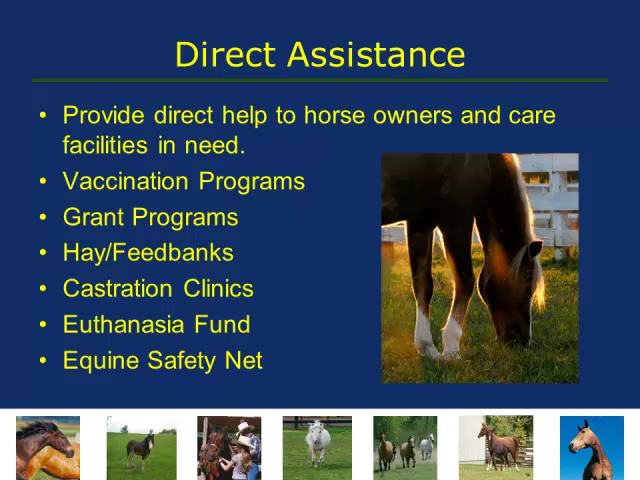 Direct Assistance
• Provide direct help to horse owners and care
facilities in need.
• Vaccination Programs
• Grant Programs
• Hay/Feedbanks
• Castration Clinics
• Euthanasia Fund
• Equine Safety Net